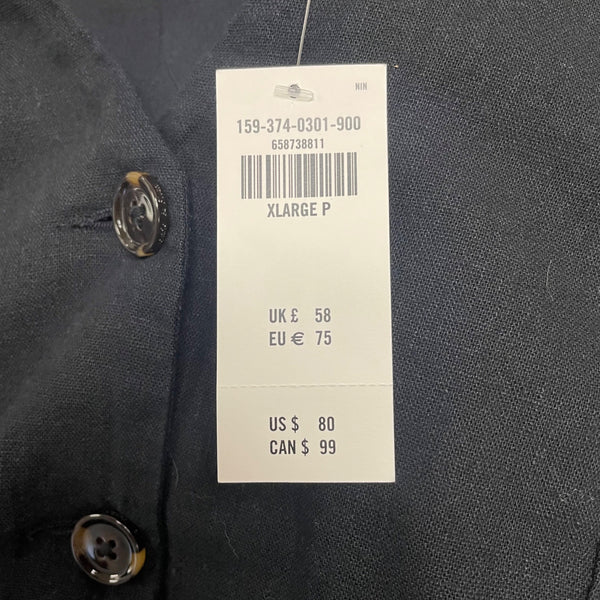 NIN
159-374-0301-900
658738811
XLARGE P
UK £ 58
EU € 75
US $ 80
CAN $ 99